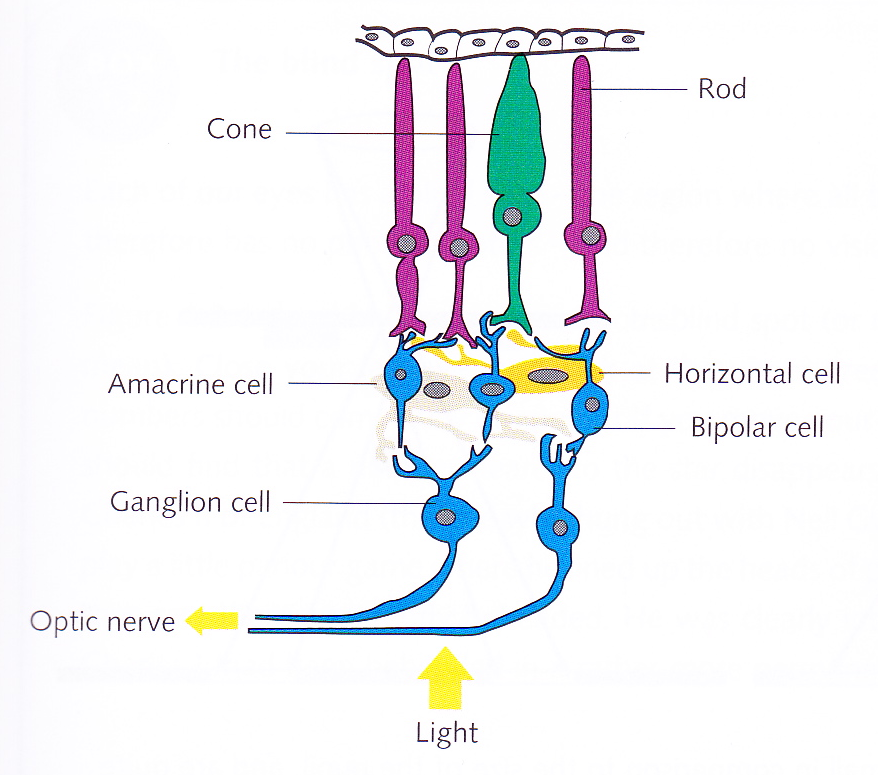 Rod
Cone
Amacrine cell
Horizontal cell
Bipolar cell
Ganglion cell
Optic nerve
Light